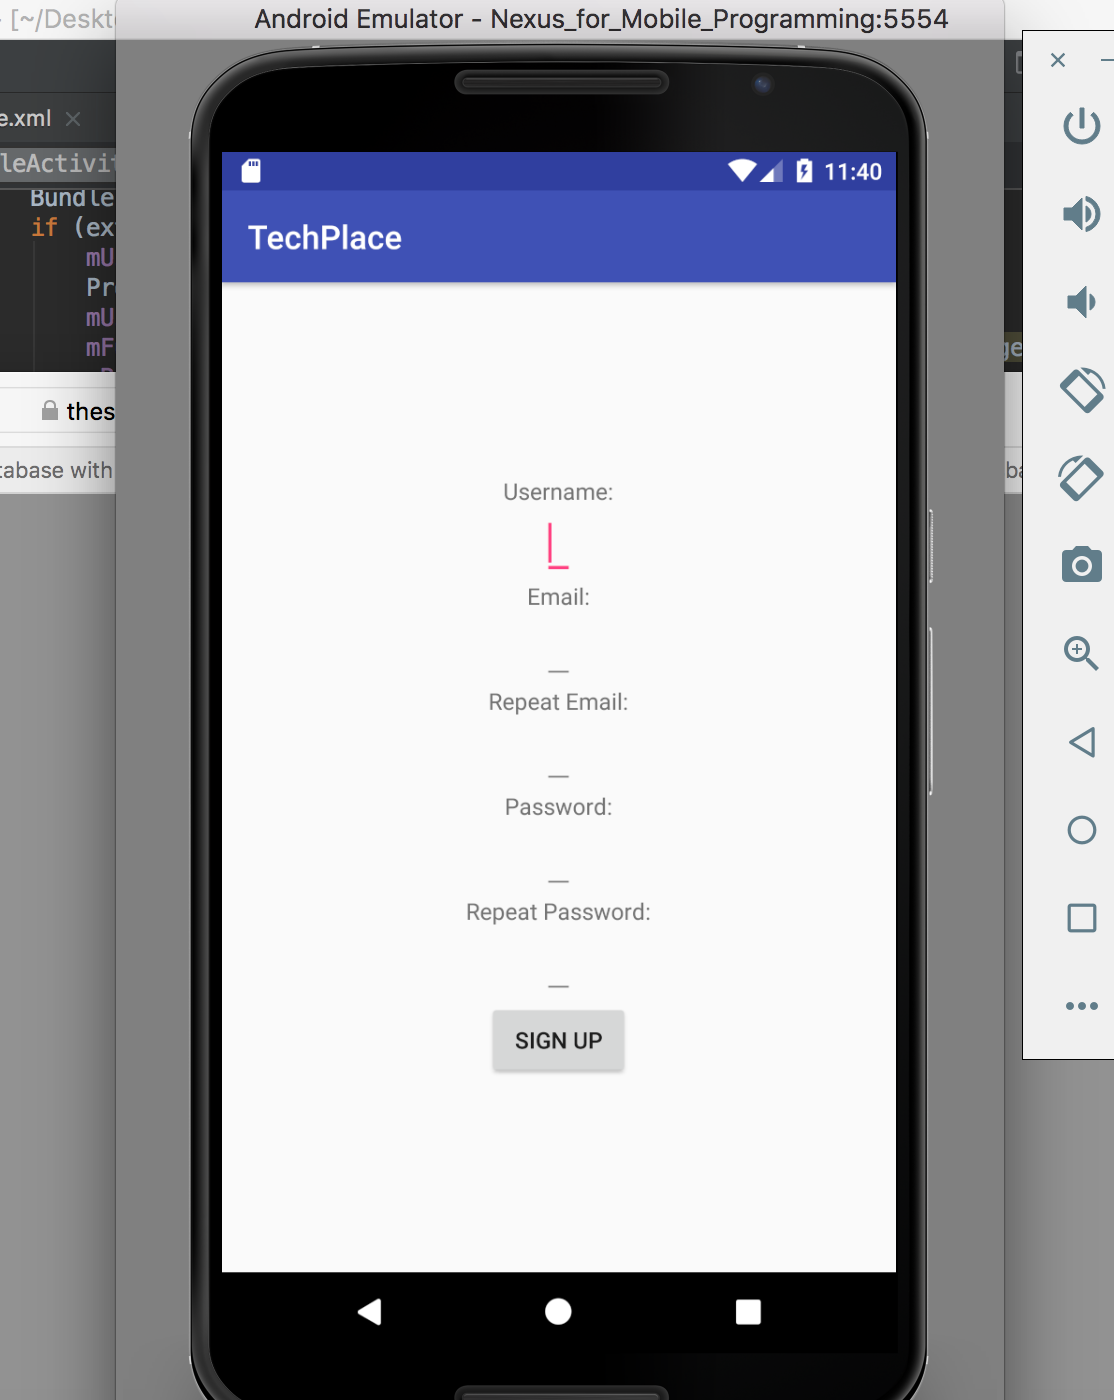 [~/Deskt
Android Emulator - Nexus_for_Mobile_Programming:5554
e.xml
leActivit
Bundle
if (ex
mU
Pr
mU
mF
ge
thes
tabase with
ba
11:40
TechPlace
Username:
Email:
Repeat Email:
Password:
Repeat Password:
SIGN UP